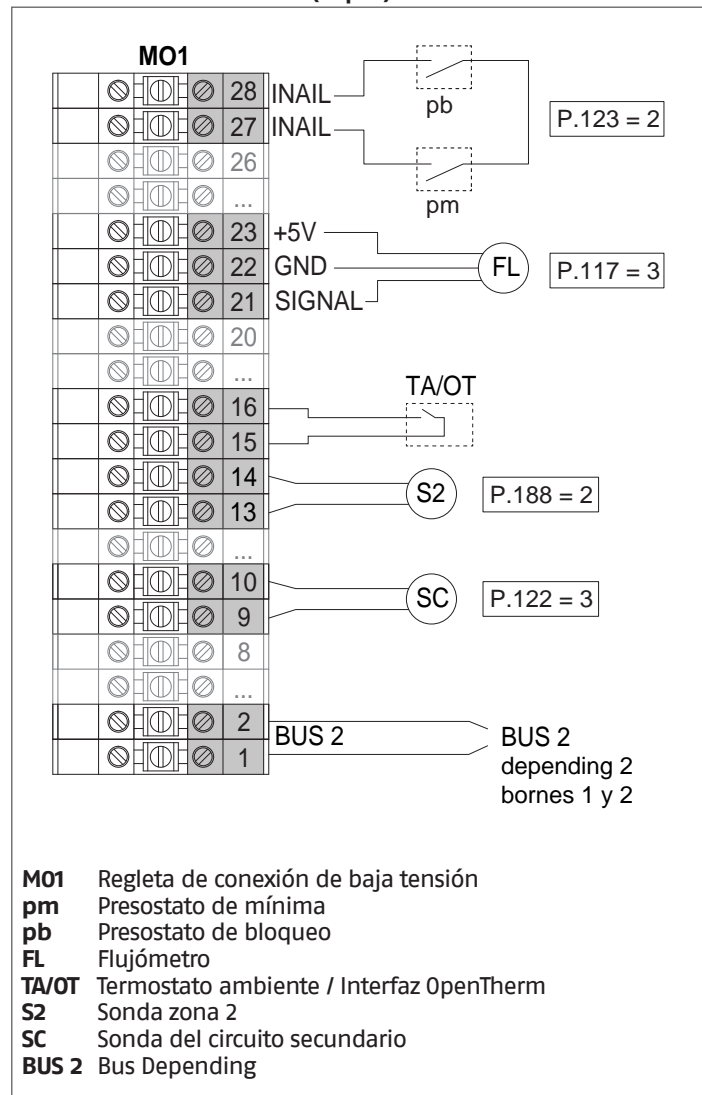 MO1
28 INAIL
pb
27 INAIL
P.123 = 2
26
pm
...
23 +5V
22 GND
FL
P.117 = 3
21 SIGNAL
20
...
TA/OT
16
15
14
S2
P.188 = 2
13
...
10
SC
P.122 = 3
9
8
...
2
BUS 2
BUS 2
1
depending 2
bornes 1 y 2
M01 Regleta de conexión de baja tensión
pm Presostato de mínima
pb Presostato de bloqueo
FL Flujómetro
TA/OT Termostato ambiente / Interfaz OpenTherm
S2 Sonda zona 2
SC Sonda del circuito secundario
BUS 2 Bus Depending